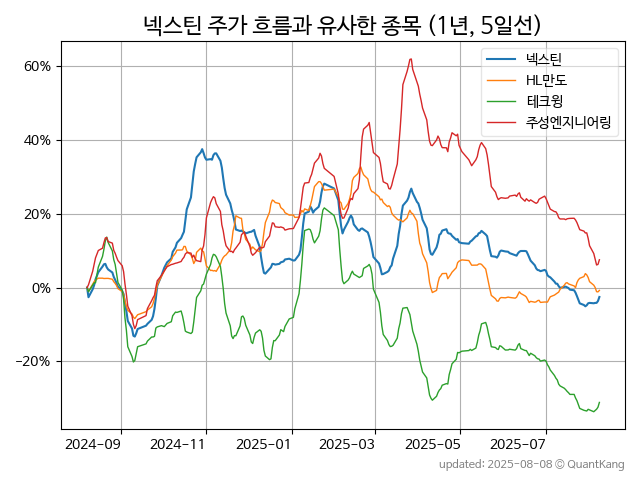 넥스틴 주가 흐름과 유사한 종목 (1년, 5일선)
넥스틴
HL만도
테크윙
주성엔지니어링
60%
40%
20%
0%
−20%
2024-09
2024-11
2025-01
2025-03
2025-05
2025-07
updated: 2025-08-08 © QuantKang